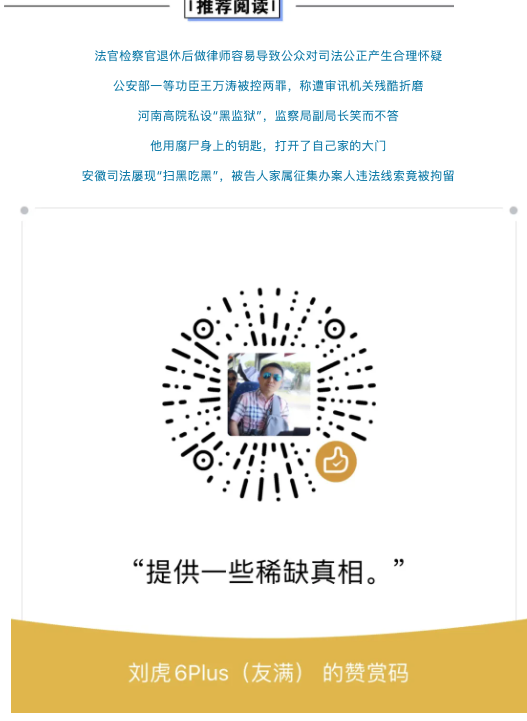 推荐阅读
法官检察官退休后做律师容易导致公众对司法公正产生合理怀疑
公安部一等功臣王万涛被控两罪，称遭审讯机关残酷折磨
河南高院私设“黑监狱”，监察局副局长笑而不答
他用腐尸身上的钥匙，打开了自己家的大门
安徽司法屡现“扫黑吃黑”，被告人家属征集办案人违法线索竟被拘留
“提供一些稀缺真相。”
刘虎6Plus（友满） 的赞赏码